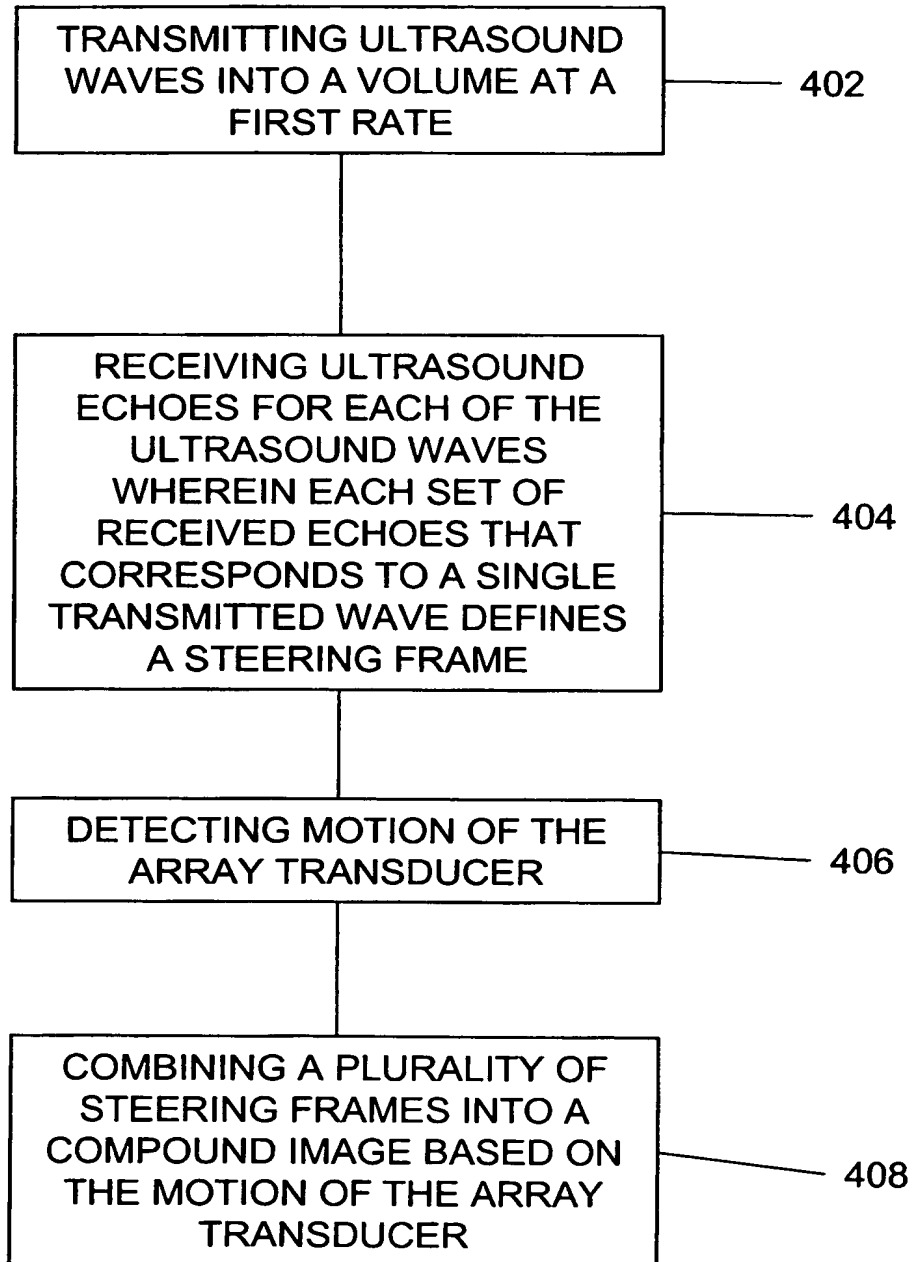 TRANSMITTING ULTRASOUND
WAVES INTO A VOLUME AT A
FIRST RATE
402
RECEIVING ULTRASOUND
ECHOES FOR EACH OF THE
ULTRASOUND WAVES
WHEREIN EACH SET OF
RECEIVED ECHOES THAT
CORRESPONDS TO A SINGLE
TRANSMITTED WAVE DEFINES
A STEERING FRAME
404
DETECTING MOTION OF THE
ARRAY TRANSDUCER
406
COMBINING A PLURALITY OF
STEERING FRAMES INTO A
COMPOUND IMAGE BASED ON
THE MOTION OF THE ARRAY
TRANSDUCER
408